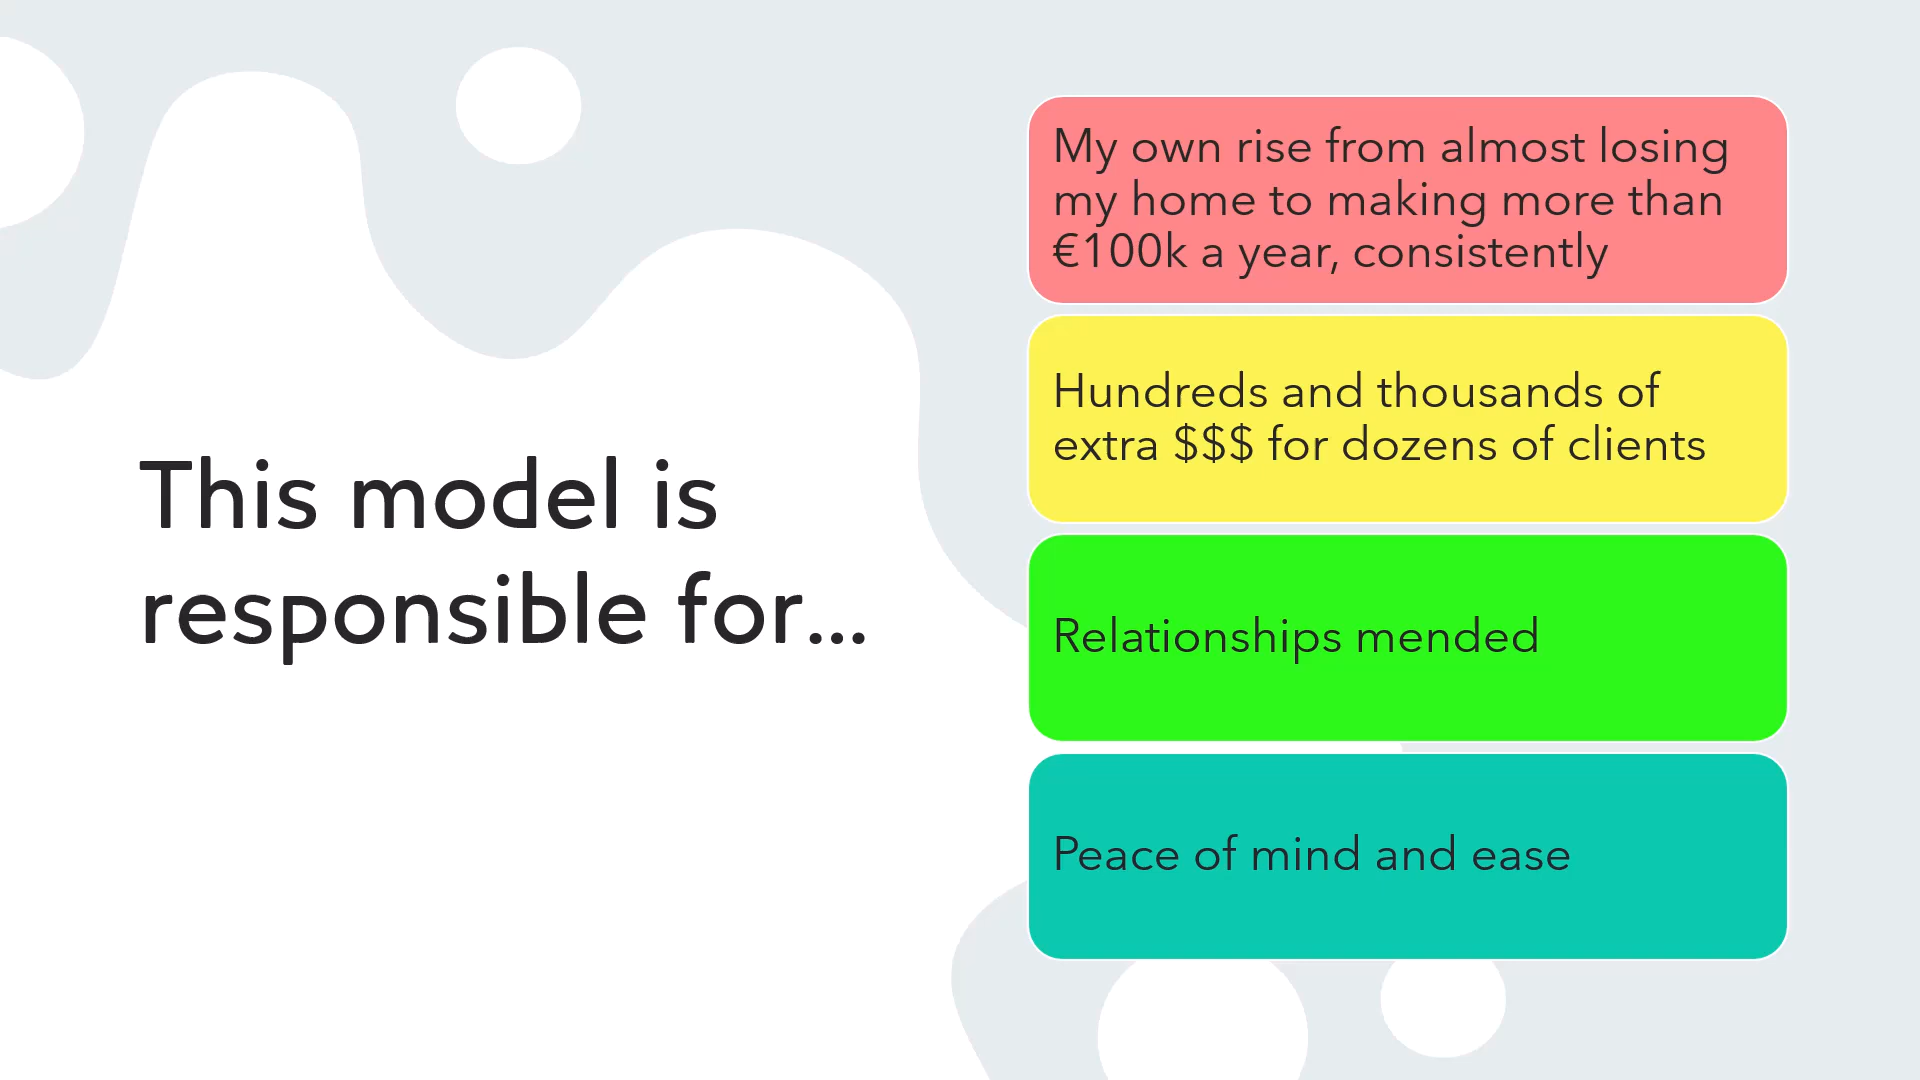 This model is
responsible for...
My own rise from almost losing
my home to making more than
€100k a year, consistently
Hundreds and thousands of
extra $$$ for dozens of clients
Relationships mended
Peace of mind and ease